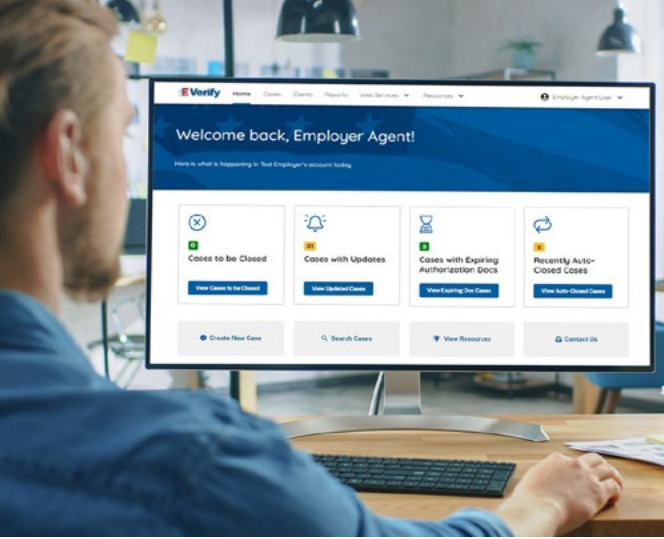 E-Verify Home Cases Clients Reports Web Services Resources Employer Agent User
Welcome back, Employer Agent!
Here is what is happening in Test Employer's account today
21
Cases to be Closed
Cases with Updates
Cases with Expiring
Authorization Docs
Recently Auto-
Closed Cases
View Cases to be Closed
View Updated Cases
View Expiring Doc Cases
View Auto-Closed Cases
Create New Case
Search Cases
View Resources
Contact Us